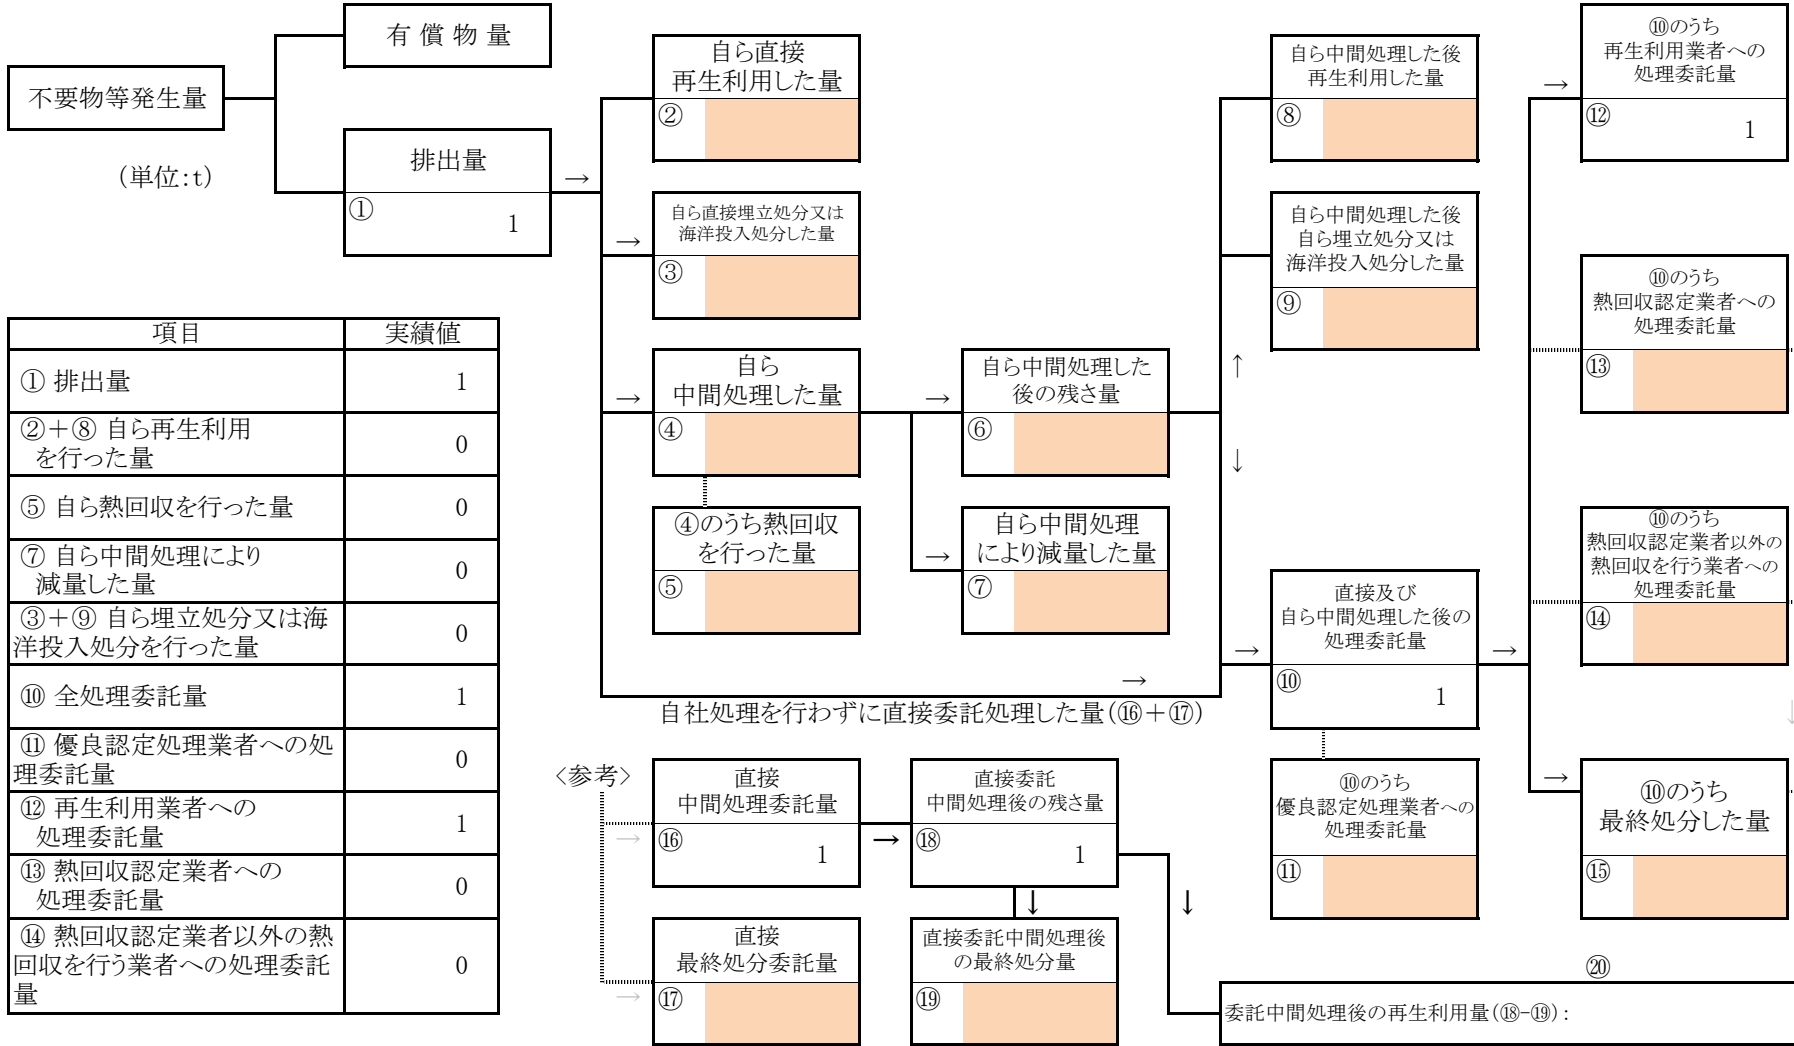 不要物等発生量
(単位:t)
有 償 物 量
排出量
①
1
→
自ら直接
再生利用した量
②
→
自ら直接埋立処分又は
海洋投入処分した量
③
→
自ら
中間処理した量
④
④のうち熱回収
を行った量
⑤
→
自ら中間処理した
後の残さ量
⑥
→
自ら中間処理
により減量した量
⑦
自ら中間処理した後
再生利用した量
⑧
自ら中間処理した後
自ら埋立処分又は
海洋投入処分した量
⑨
↑
↓
→
直接及び
自ら中間処理した後の
処理委託量
⑩
1
→
⑩のうち
優良認定処理業者への
処理委託量
⑪
→
⑩のうち
再生利用業者への
処理委託量
⑫
1
⑩のうち
熱回収認定業者への
処理委託量
⑬
⑩のうち
熱回収認定業者以外の
熱回収を行う業者への
処理委託量
⑭
↓
→
⑩のうち
最終処分した量
⑮
→
自社処理を行わずに直接委託処理した量(⑯+⑰)
項目 実績値
① 排出量 1
②+⑧ 自ら再生利用
を行った量 0
⑤ 自ら熱回収を行った量 0
⑦ 自ら中間処理により
減量した量 0
③+⑨ 自ら埋立処分又は海
洋投入処分を行った量 0
⑩ 全処理委託量 1
⑪ 優良認定処理業者への処
理委託量 0
⑫ 再生利用業者への
処理委託量 1
⑬ 熱回収認定業者への
処理委託量 0
⑭ 熱回収認定業者以外の熱
回収を行う業者への処理委託
量 0
〈参考〉
→
直接
中間処理委託量
⑯
1
→
直接委託
中間処理後の残さ量
⑱
1
↓
↓
→
直接
最終処分委託量
⑰
直接委託中間処理後
の最終処分量
⑲
⑳
委託中間処理後の再生利用量(⑱-⑲):